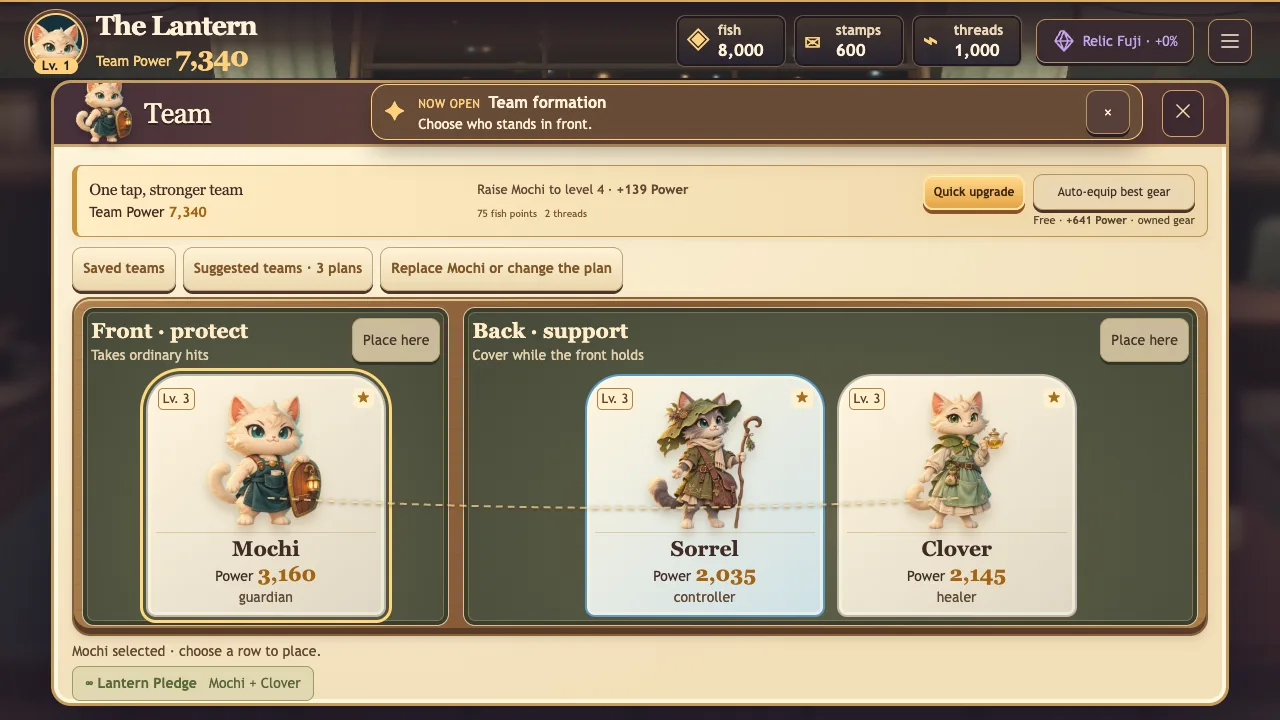 The Lantern
Team Power 7,340
Lv. 1
fish
8,000
stamps
600
threads
1,000
Relic Fuji · +0%
Team
NOW OPEN Team formation
Choose who stands in front.
×
One tap, stronger team
Team Power 7,340
Raise Mochi to level 4 · +139 Power
75 fish points 2 threads
Quick upgrade
Auto-equip best gear
Free · +641 Power · owned gear
Saved teams
Suggested teams · 3 plans
Replace Mochi or change the plan
Front · protect
Takes ordinary hits
Place here
Back · support
Cover while the front holds
Place here
Lv. 3
Mochi
Power 3,160
guardian
Lv. 3
Sorrel
Power 2,035
controller
Lv. 3
Clover
Power 2,145
healer
Mochi selected · choose a row to place.
∞ Lantern Pledge Mochi + Clover